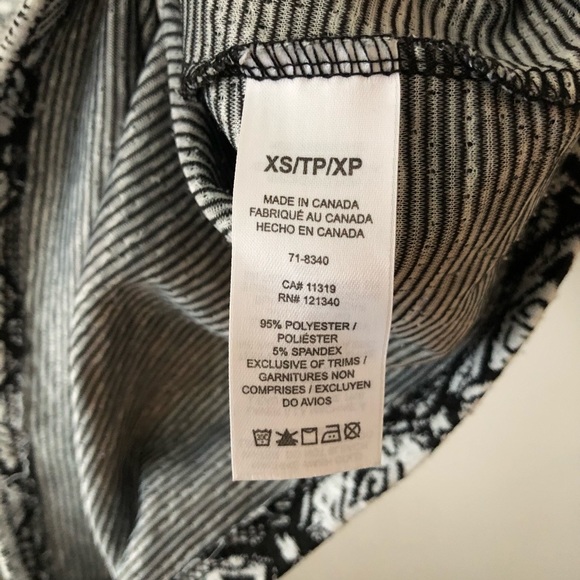 XS/TP/XP
MADE IN CANADA
FABRIQUÉ AU CANADA
HECHO EN CANADA
71-8340
CA# 11319
RN# 121340
95% POLYESTER /
POLIÉSTER
5% SPANDEX
EXCLUSIVE OF TRIMS /
GARNITURES NON
COMPRISES / EXCLUYEN
DO AVIOS